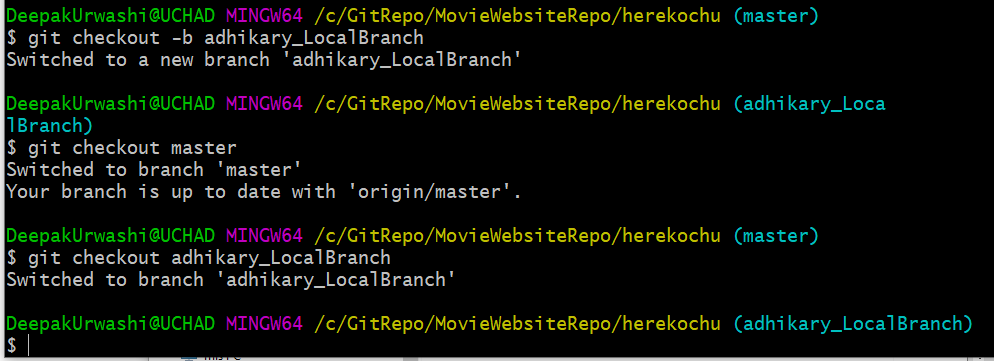 DeepakUrwashi@UCHAD MINGW64 /c/GitRepo/MovieWebsiteRepo/herekochu (master)
$ git checkout -b adhikary_LocalBranch
Switched to a new branch 'adhikary_LocalBranch'
DeepakUrwashi@UCHAD MINGW64 /c/GitRepo/MovieWebsiteRepo/herekochu (adhikary_Loca
lBranch)
$ git checkout master
Switched to branch 'master'
Your branch is up to date with 'origin/master'.
DeepakUrwashi@UCHAD MINGW64 /c/GitRepo/MovieWebsiteRepo/herekochu (master)
$ git checkout adhikary_LocalBranch
Switched to branch 'adhikary_LocalBranch'
DeepakUrwashi@UCHAD MINGW64 /c/GitRepo/MovieWebsiteRepo/herekochu (adhikary_LocalBranch)
$